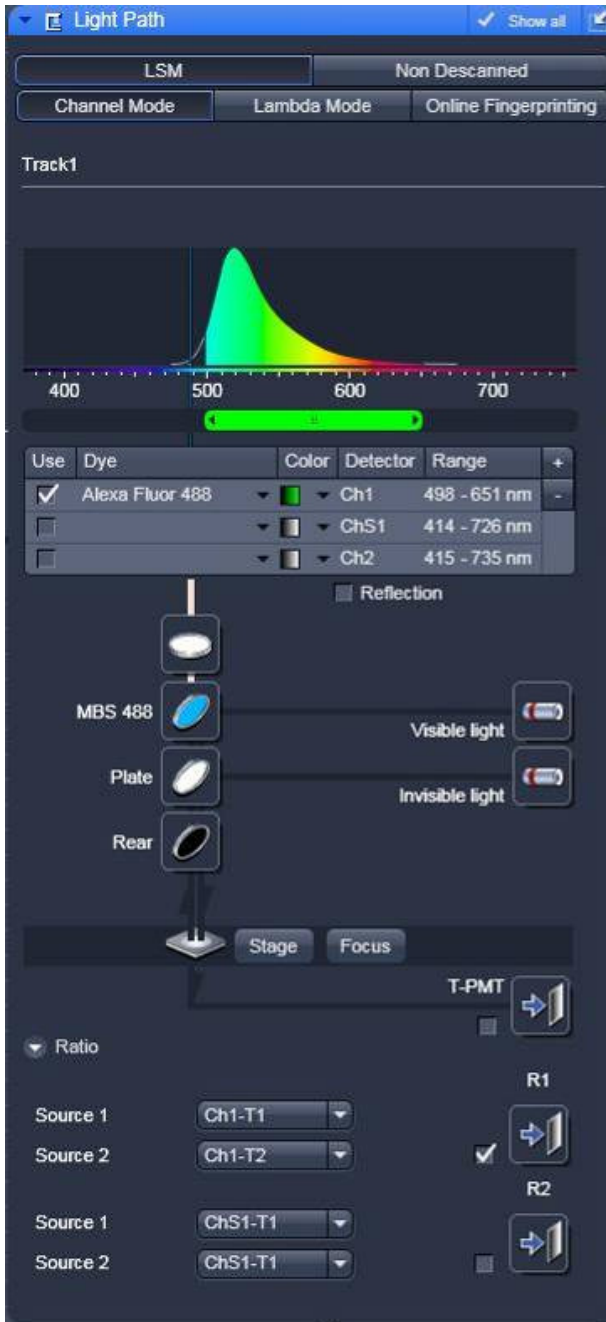 Light Path Show all
LSM Non Descanned
Channel Mode Lambda Mode Online Fingerprinting
Track1
400 500 600 700
Use Dye Color Detector Range +
Alexa Fluor 488 Ch1 498 - 651 nm -
ChS1 414 - 726 nm
Ch2 415 - 735 nm
Reflection
MBS 488
Visible light
Plate
Invisible light
Rear
Stage Focus
T-PMT
Ratio
R1
Source 1 Ch1-T1
Source 2 Ch1-T2
R2
Source 1 ChS1-T1
Source 2 ChS1-T1